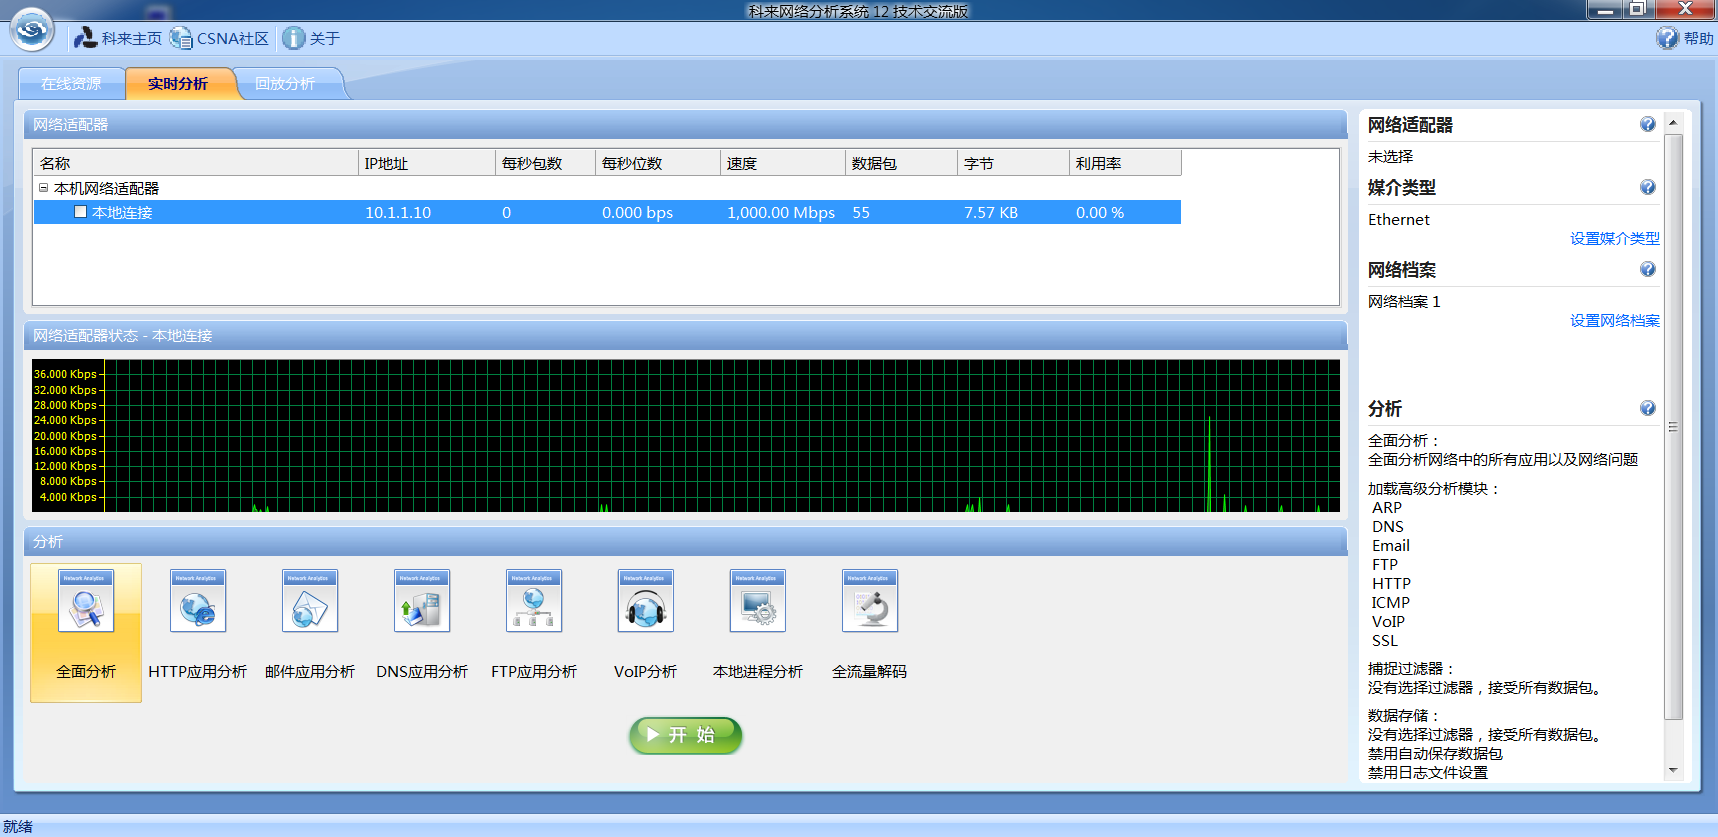 科来网络分析系统 12 技术交流版
科来主页 CSNA社区 关于 帮助
在线资源 实时分析 回放分析
网络适配器
名称 IP地址 每秒包数 每秒位数 速度 数据包 字节 利用率
本机网络适配器
本地连接 10.1.1.10 0 0.000 bps 1,000.00 Mbps 55 7.57 KB 0.00 %
网络适配器状态 - 本地连接
36.000 Kbps
32.000 Kbps
28.000 Kbps
24.000 Kbps
20.000 Kbps
16.000 Kbps
12.000 Kbps
8.000 Kbps
4.000 Kbps
分析
Network Analytics Network Analytics Network Analytics Network Analytics Network Analytics Network Analytics Network Analytics Network Analytics
全面分析 HTTP应用分析 邮件应用分析 DNS应用分析 FTP应用分析 VoIP分析 本地进程分析 全流量解码
开 始
网络适配器
未选择
媒介类型
Ethernet
设置媒介类型
网络档案
网络档案 1
设置网络档案
分析
全面分析：
全面分析网络中的所有应用以及网络问题
加载高级分析模块：
ARP
DNS
Email
FTP
HTTP
ICMP
VoIP
SSL
捕捉过滤器：
没有选择过滤器，接受所有数据包。
数据存储：
没有选择过滤器，接受所有数据包。
禁用自动保存数据包
禁用日志文件设置
就绪